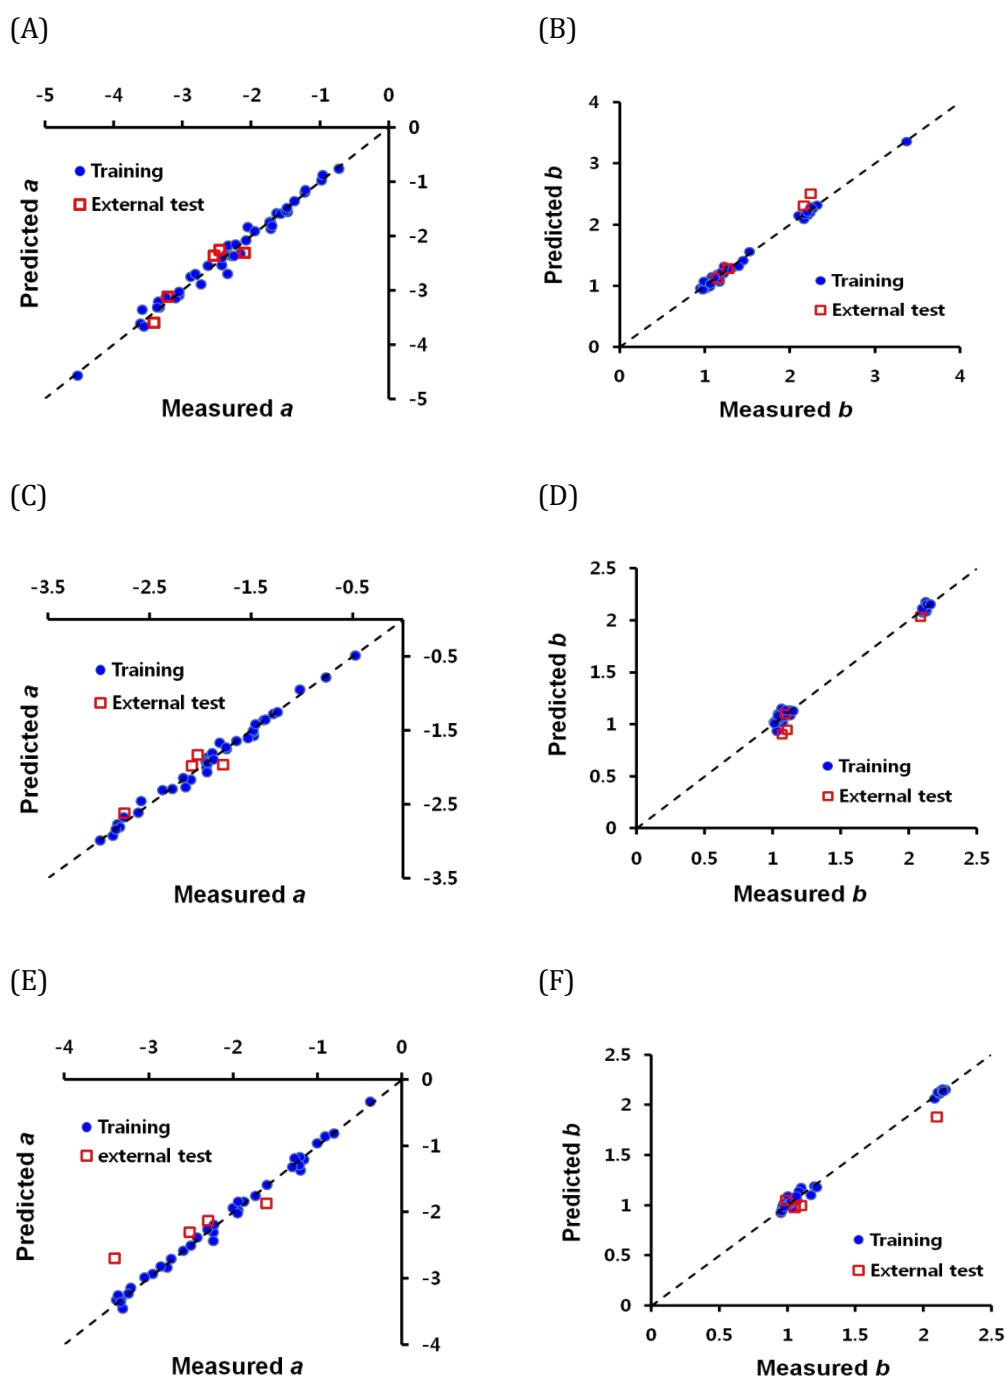 (A)
(B)
-5 -4 -3 -2 -1 0
0
-1
-2
-3
-4
-5
Predicted a
Measured a
Training
External test
4
3
2
1
0
0 1 2 3 4
Predicted b
Measured b
Training
External test
(C)
(D)
-3.5 -2.5 -1.5 -0.5
-0.5
-1.5
-2.5
-3.5
Predicted a
Measured a
Training
External test
2.5
2
1.5
1
0.5
0
0 0.5 1 1.5 2 2.5
Predicted b
Measured b
Training
External test
(E)
(F)
-4 -3 -2 -1 0
0
-1
-2
-3
-4
Predicted a
Measured a
Training
external test
2.5
2
1.5
1
0.5
0
0 0.5 1 1.5 2 2.5
Predicted b
Measured b
Training
External test